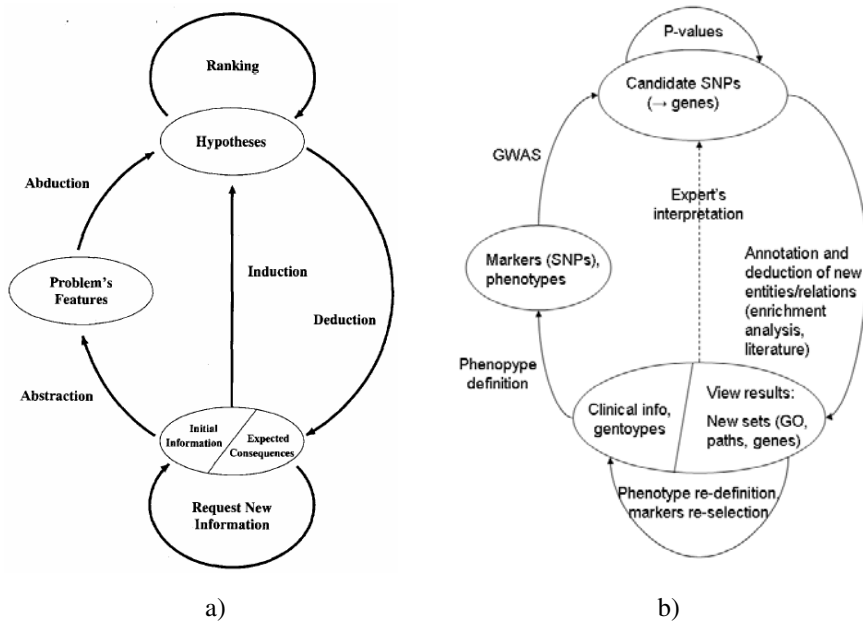 Ranking
Hypotheses
Abduction
Problem's
Features
Induction
Deduction
Abstraction
Initial
Information
Expected
Consequences
Request New
Information
a)
P-values
Candidate SNPs
(→ genes)
GWAS
Expert's
interpretation
Markers (SNPs),
phenotypes
Annotation and
deduction of new
entities/relations
(enrichment
analysis,
literature)
Phenopype
definition
Clinical info,
gentoypes
View results:
New sets (GO,
paths, genes)
Phenotype re-definition,
markers re-selection
b)